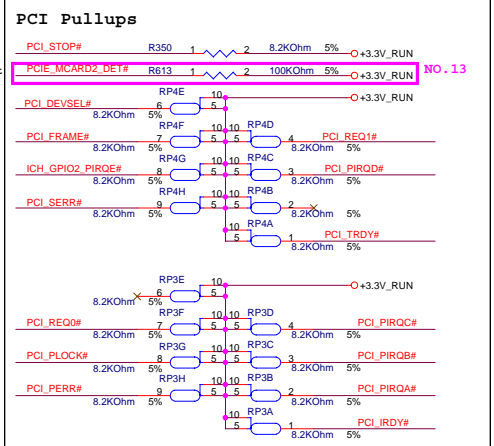 PCI Pullups
PCI_STOP# R350 1 2 8.2KOhm 5% +3.3V_RUN
PCIE_MCARD2_DET# R613 1 2 100KOhm 5% +3.3V_RUN NO.13
RP4E 10 +3.3V_RUN
PCI_DEVSEL# 6 5
8.2KOhm 5%
RP4F 10 10 RP4D
PCI_FRAME# 7 5 5 4 PCI_REQ1#
8.2KOhm 5% 8.2KOhm 5%
RP4G 10 10 RP4C
ICH_GPIO2_PIRQE# 8 5 5 3 PCI_PIRQD#
8.2KOhm 5% 8.2KOhm 5%
RP4H 10 10 RP4B
PCI_SERR# 9 5 5 2
8.2KOhm 5% 8.2KOhm 5%
10 RP4A
5 1 PCI_TRDY#
8.2KOhm 5%
RP3E 10 +3.3V_RUN
6 5
8.2KOhm 5%
RP3F 10 10 RP3D
PCI_REQ0# 7 5 5 4 PCI_PIRQC#
8.2KOhm 5% 8.2KOhm 5%
RP3G 10 10 RP3C
PCI_PLOCK# 8 5 5 3 PCI_PIRQB#
8.2KOhm 5% 8.2KOhm 5%
RP3H 10 10 RP3B
PCI_PERR# 9 5 5 2 PCI_PIRQA#
8.2KOhm 5% 8.2KOhm 5%
10 RP3A
5 1 PCI_IRDY#
8.2KOhm 5%